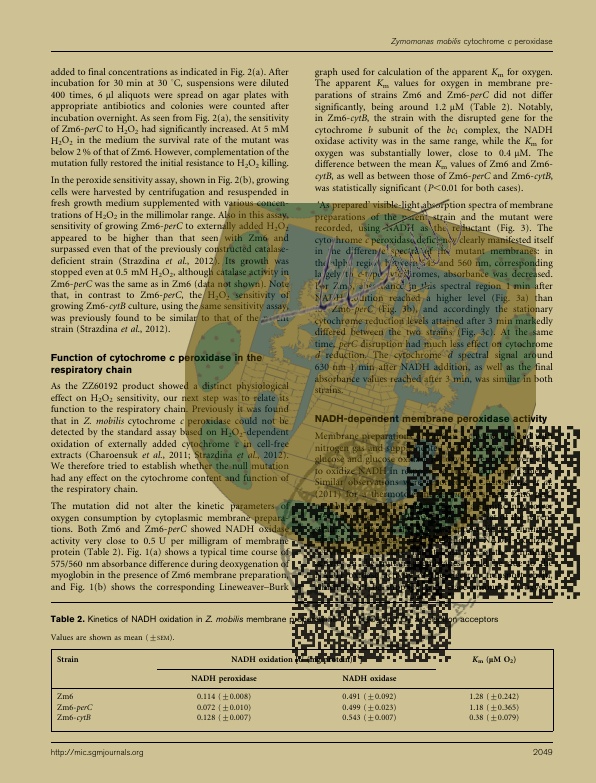 Zymomonas mobilis cytochrome c peroxidase
added to final concentrations as indicated in Fig. 2(a). After
incubation for 30 min at 30 °C, suspensions were diluted
400 times, 6 µl aliquots were spread on agar plates with
appropriate antibiotics and colonies were counted after
incubation overnight. As seen from Fig. 2(a), the sensitivity
of Zm6-perC to H₂O₂ had significantly increased. At 5 mM
H₂O₂ in the medium the survival rate of the mutant was
below 2 % of that of Zm6. However, complementation of the
mutation fully restored the initial resistance to H₂O₂ killing.
In the peroxide sensitivity assay, shown in Fig. 2(b), growing
cells were harvested by centrifugation and resuspended in
fresh growth medium supplemented with various concen-
trations of H₂O₂ in the millimolar range. Also in this assay,
sensitivity of growing Zm6-perC to externally added H₂O₂
appeared to be higher than that seen with Zm6 and
surpassed even that of the previously constructed catalase-
deficient strain (Strazdina et al., 2012). Its growth was
stopped even at 0.5 mM H₂O₂, although catalase activity in
Zm6-perC was the same as in Zm6 (data not shown). Note
that, in contrast to Zm6-perC, the H₂O₂ sensitivity of
growing Zm6-cytB culture, using the same sensitivity assay,
was previously found to be similar to that of the parent
strain (Strazdina et al., 2012).
Function of cytochrome c peroxidase in the
respiratory chain
As the ZZ60192 product showed a distinct physiological
effect on H₂O₂ sensitivity, our next step was to relate its
function to the respiratory chain. Previously it was found
that in Z. mobilis cytochrome c peroxidase could not be
detected by the standard assay based on H₂O₂-dependent
oxidation of externally added cytochrome c in cell-free
extracts (Charoensuk et al., 2011; Strazdina et al., 2012).
We therefore tried to establish whether the null mutation
had any effect on the cytochrome content and function of
the respiratory chain.
The mutation did not alter the kinetic parameters of
oxygen consumption by cytoplasmic membrane prepara-
tions. Both Zm6 and Zm6-perC showed NADH oxidase
activity very close to 0.5 U per milligram of membrane
protein (Table 2). Fig. 1(a) shows a typical time course of
575/560 nm absorbance difference during deoxygenation of
myoglobin in the presence of Zm6 membrane preparation,
and Fig. 1(b) shows the corresponding Lineweaver–Burk
graph used for calculation of the apparent Km for oxygen.
The apparent Km values for oxygen in membrane pre-
parations of strains Zm6 and Zm6-perC did not differ
significantly, being around 1.2 µM (Table 2). Notably,
in Zm6-cytB, the strain with the disrupted gene for the
cytochrome b subunit of the bc₁ complex, the NADH
oxidase activity was in the same range, while the Km for
oxygen was substantially lower, close to 0.4 µM. The
difference between the mean Km values of Zm6 and Zm6-
cytB, as well as between those of Zm6-perC and Zm6-cytB,
was statistically significant (P<0.01 for both cases).
'As prepared' visible-light absorption spectra of membrane
preparations of the parent strain and the mutant were
recorded, using NADH as the reductant (Fig. 3). The
cytochrome c peroxidase deficiency clearly manifested itself
in the difference spectra of the mutant membranes: in
the alpha region between 545 and 560 nm, corresponding
largely to c-type cytochromes, absorbance was decreased.
For Zm6, absorbance in this spectral region 1 min after
NADH addition reached a higher level (Fig. 3a) than
for Zm6-perC (Fig. 3b), and accordingly the stationary
cytochrome reduction levels attained after 3 min markedly
differed between the two strains (Fig. 3c). At the same
time, perC disruption had much less effect on cytochrome
d reduction. The cytochrome d spectral signal around
630 nm 1 min after NADH addition, as well as the final
absorbance values reached after 3 min, was similar in both
strains.
NADH-dependent membrane peroxidase activity
Membrane preparations
nitrogen gas and supp
glucose and glucose ox
to oxidize NADH in
Similar observations
(2011) for a thermo
Table 2. Kinetics of NADH oxidation in Z. mobilis membrane acceptors
Values are shown as mean (±SEM).
Strain NADH oxidation Km (µM O₂)
NADH peroxidase NADH oxidase
Zm6 0.114 (±0.008) 0.491 (±0.092) 1.28 (±0.242)
Zm6-perC 0.072 (±0.010) 0.499 (±0.023) 1.18 (±0.365)
Zm6-cytB 0.128 (±0.007) 0.543 (±0.007) 0.38 (±0.079)
http://mic.sgmjournals.org 2049